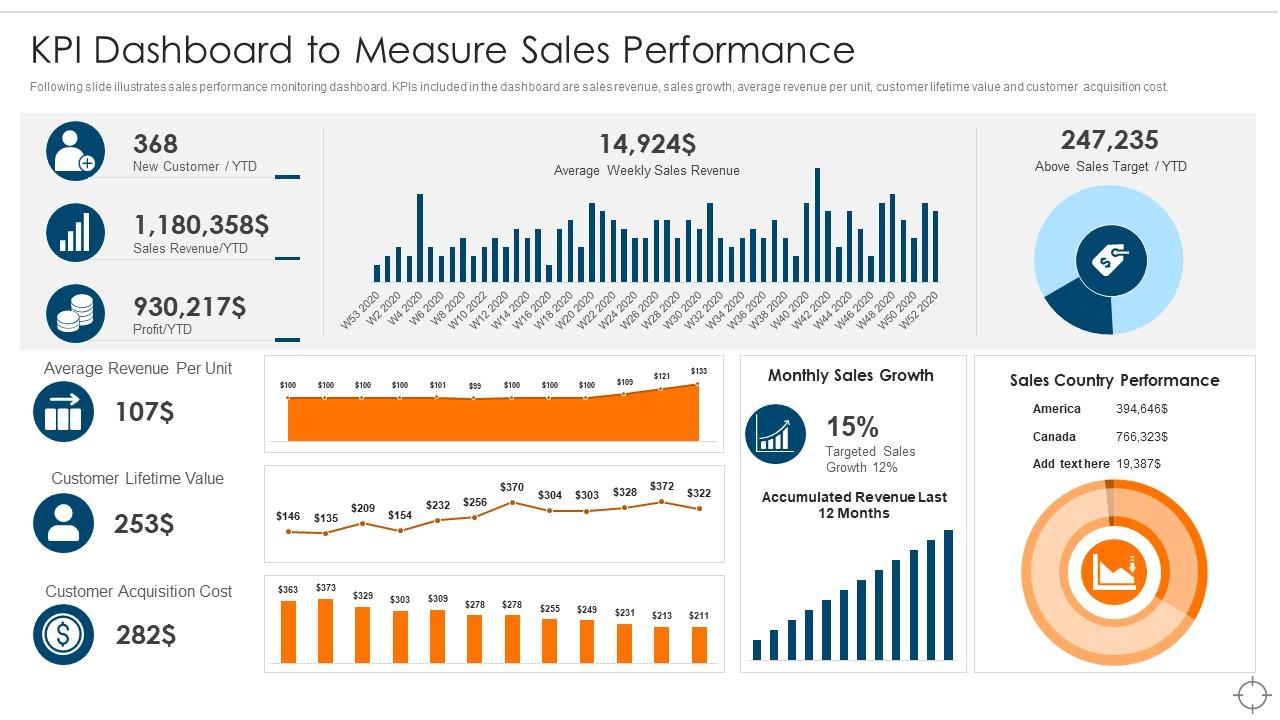 KPI Dashboard to Measure Sales Performance
Following slide illustrates sales performance monitoring dashboard. KPIs included in the dashboard are sales revenue, sales growth, average revenue per unit, customer lifetime value and customer acquisition cost.
368
New Customer / YTD
1,180,358$
Sales Revenue/YTD
930,217$
Profit/YTD
14,924$
Average Weekly Sales Revenue
W53 2020
W2 2020
W4 2020
W6 2020
W8 2020
W10 2022
W12 2020
W14 2020
W16 2020
W18 2020
W20 2020
W22 2020
W24 2020
W26 2020
W28 2020
W30 2020
W32 2020
W34 2020
W36 2020
W38 2020
W40 2020
W42 2020
W44 2020
W46 2020
W48 2020
W50 2020
W52 2020
247,235
Above Sales Target / YTD
$
Average Revenue Per Unit
107$
$100 $100 $100 $100 $101 $99 $100 $100 $100 $109 $121 $133
Customer Lifetime Value
253$
$146 $135 $209 $154 $232 $256 $370 $304 $303 $328 $372 $322
Customer Acquisition Cost
$
282$
$363 $373 $329 $303 $309 $278 $278 $255 $249 $231 $213 $211
Monthly Sales Growth
15%
Targeted Sales
Growth 12%
Accumulated Revenue Last
12 Months
Sales Country Performance
America 394,646$
Canada 766,323$
Add text here 19,387$